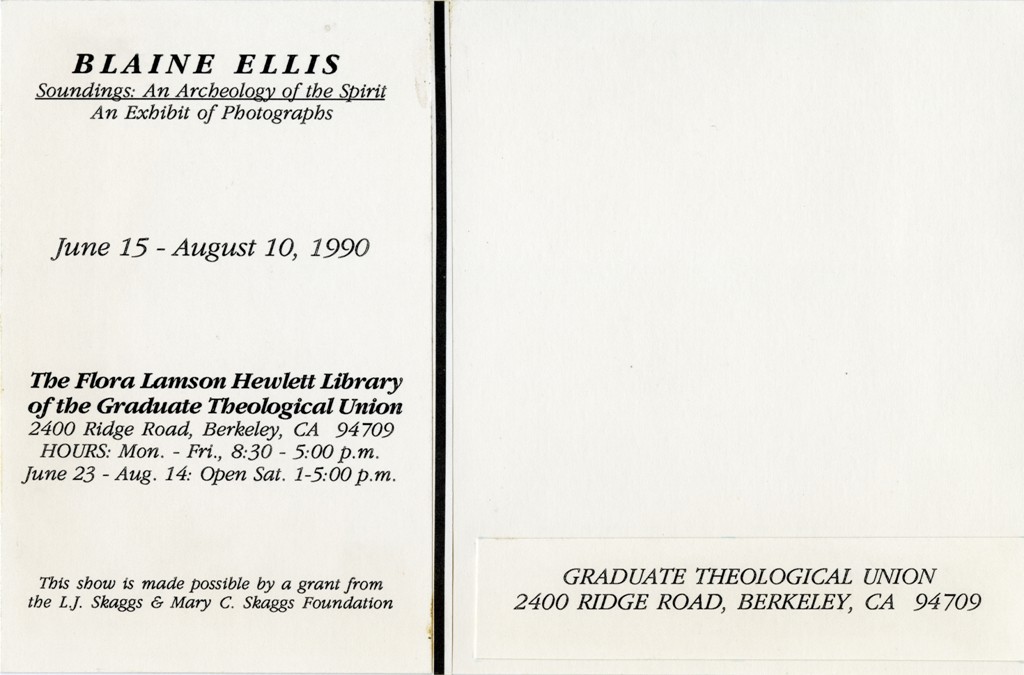 BLAINE ELLIS
Soundings: An Archeology of the Spirit
An Exhibit of Photographs
June 15 - August 10, 1990
The Flora Lamson Hewlett Library
of the Graduate Theological Union
2400 Ridge Road, Berkeley, CA 94709
HOURS: Mon. - Fri., 8:30 - 5:00 p.m.
June 23 - Aug. 14: Open Sat. 1-5:00 p.m.
This show is made possible by a grant from
the L.J. Skaggs & Mary C. Skaggs Foundation
GRADUATE THEOLOGICAL UNION
2400 RIDGE ROAD, BERKELEY, CA 94709